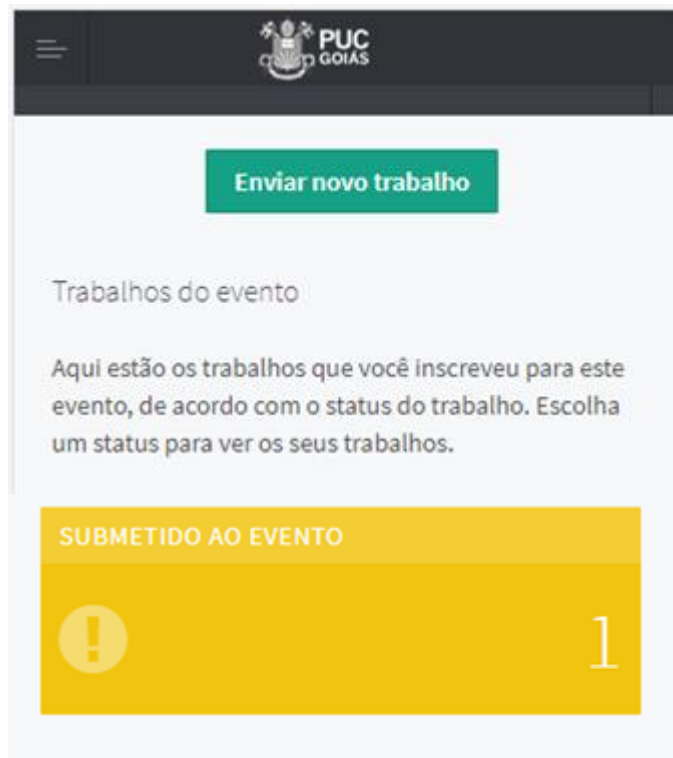 PUC
GOIÁS
Enviar novo trabalho
Trabalhos do evento
Aqui estão os trabalhos que você inscreveu para este
evento, de acordo com o status do trabalho. Escolha
um status para ver os seus trabalhos.
SUBMETIDO AO EVENTO
!
1